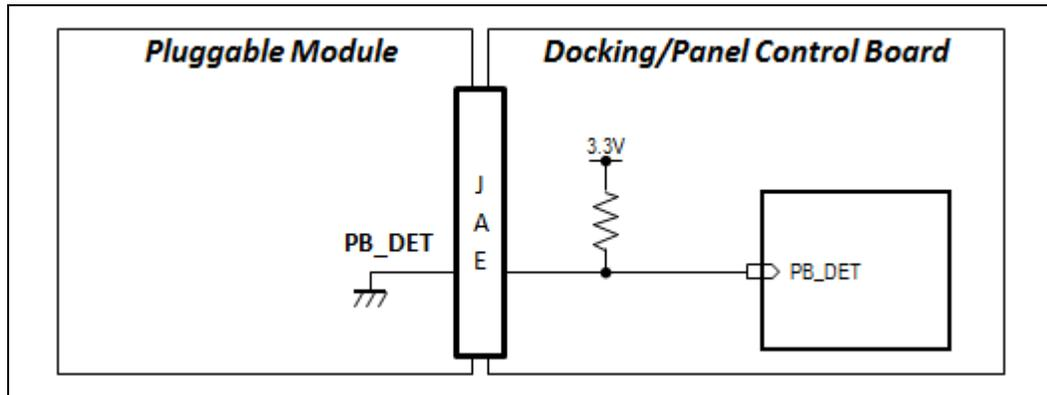 Pluggable Module
Docking/Panel Control Board
3.3V
J
A
E
PB_DET
PB_DET